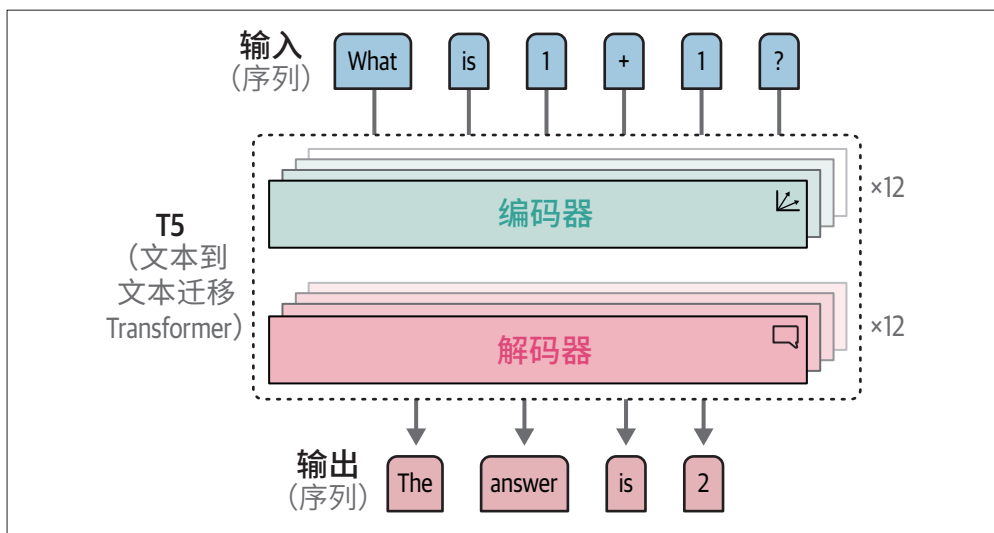 输入
（序列）
What is 1 + 1 ?
×12
编码器
T5
（文本到
文本迁移
Transformer）
×12
解码器
输出
（序列）
The answer is 2